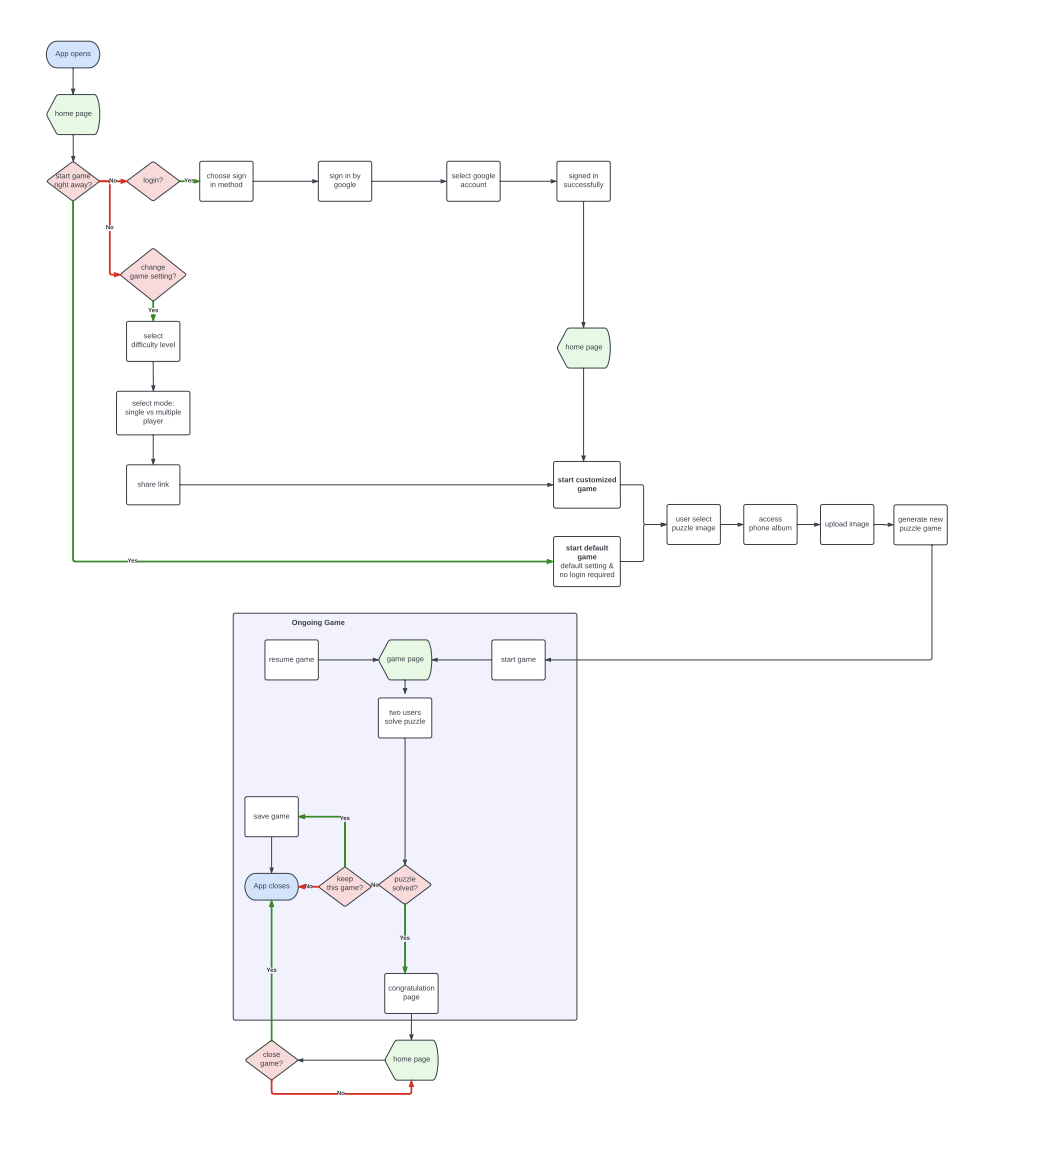 App opens
home page
start game
right away?
No
login?
Yes
choose sign
in method
sign in by
google
select google
account
signed in
successfully
No
change
game setting?
Yes
select
difficulty level
home page
select mode:
single vs multiple
player
share link
start customized
game
user select
puzzle image
access
phone album
upload image
generate new
puzzle game
Yes
start default
game
default setting &
no login required
Ongoing Game
resume game
game page
start game
two users
solve puzzle
save game
Yes
App closes
No
keep
this game?
No
puzzle
solved?
Yes
Yes
congratulation
page
close
game?
home page
No